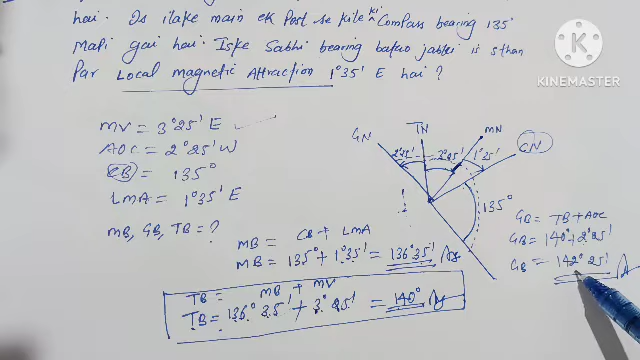 hai. Is ilake main ek Post se kile ki Compass bearing 135°
Mapi gai hai. Iske Sabhi bearing batao jabki is sthan
Par Local magnetic Attraction 1°35' E hai?
KINEMASTER
MV = 3°25' E
AOC = 2°25' W
CB = 135°
LMA = 1°35' E
MB, GB, TB = ?
GN
TN
MN
CN
2°25'
3°25'
1°35'
135°
MB = CB + LMA
MB = 135° + 1°35' = 136°35' As
TB = MB + MV
TB = 136°35' + 3°25' = 140° As
GB = TB + AOC
GB = 140° + 2°25'
GB = 142°25' A